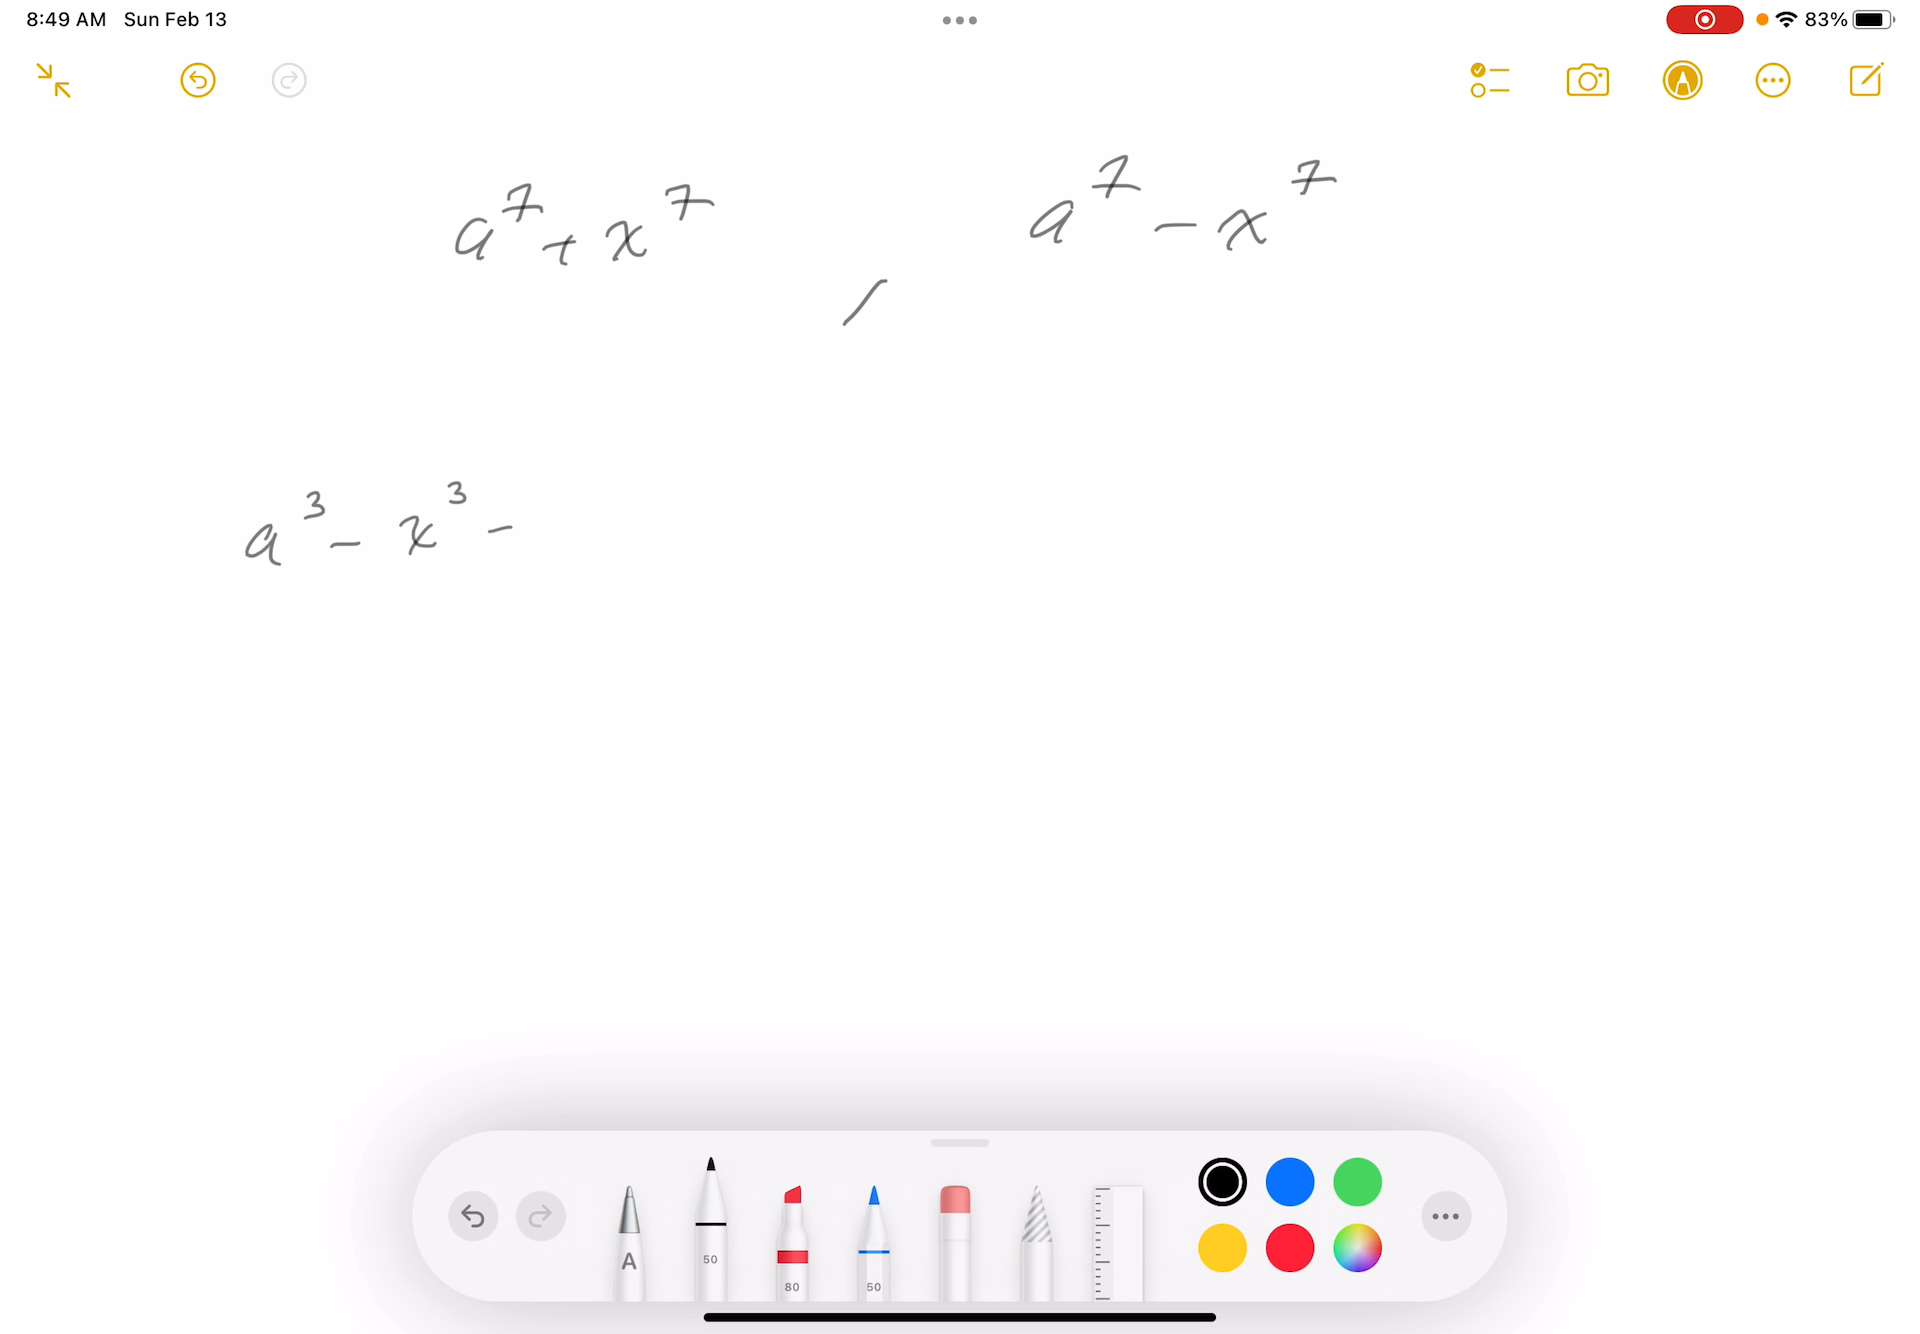 8:49 AM Sun Feb 13 83%
a⁷ + x⁷ / a⁷ - x⁷
a³ - x³ -
A 50 80 50